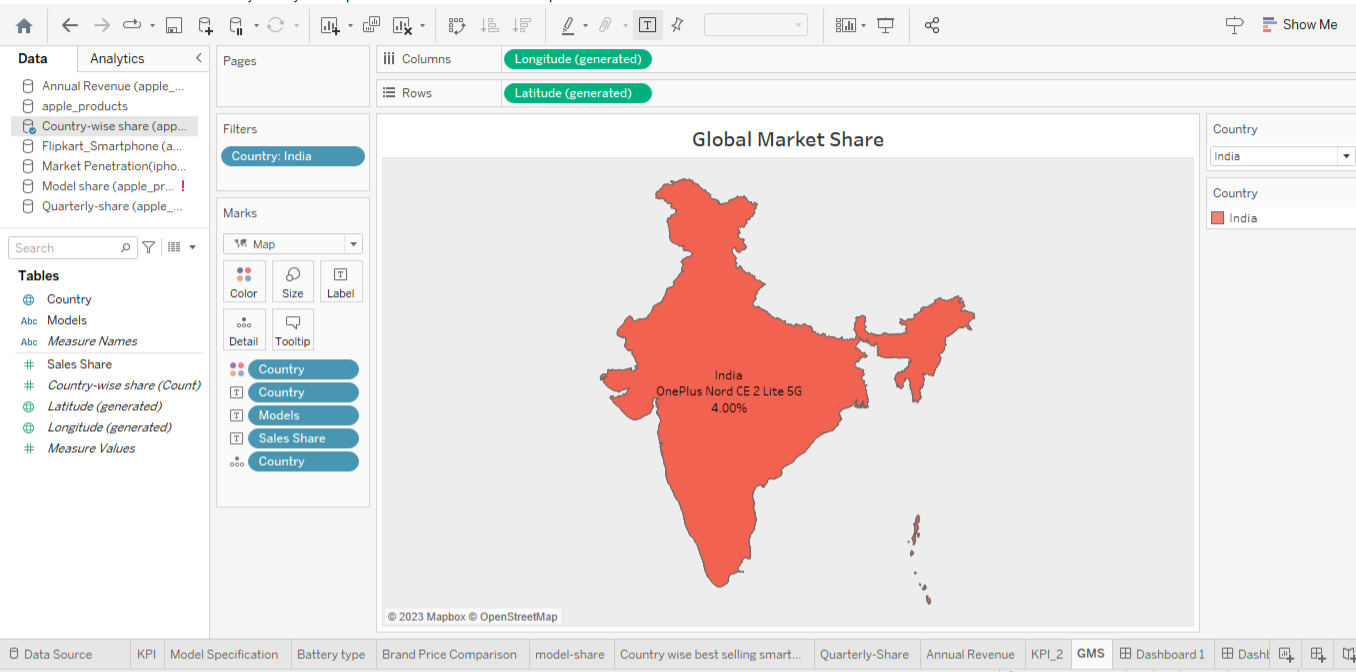 Show Me
Data
Analytics
Annual Revenue (apple_...
apple_products
Country-wise share (app...
Flipkart_Smartphone (a...
Market Penetration(ipho...
Model share (apple_pr... !
Quarterly-share (apple_...
Search
Tables
Country
Abc Models
Abc Measure Names
# Sales Share
# Country-wise share (Count)
Latitude (generated)
Longitude (generated)
# Measure Values
Pages
Filters
Country: India
Marks
Map
Color
Size
T
Label
Detail
Tooltip
Country
T Country
T Models
T Sales Share
Country
Columns
Longitude (generated)
Rows
Latitude (generated)
Global Market Share
India
OnePlus Nord CE 2 Lite 5G
4.00%
© 2023 Mapbox © OpenStreetMap
Country
India
Country
India
Data Source
KPI
Model Specification
Battery type
Brand Price Comparison
model-share
Country wise best selling smart...
Quarterly-Share
Annual Revenue
KPI_2
GMS
Dashboard 1